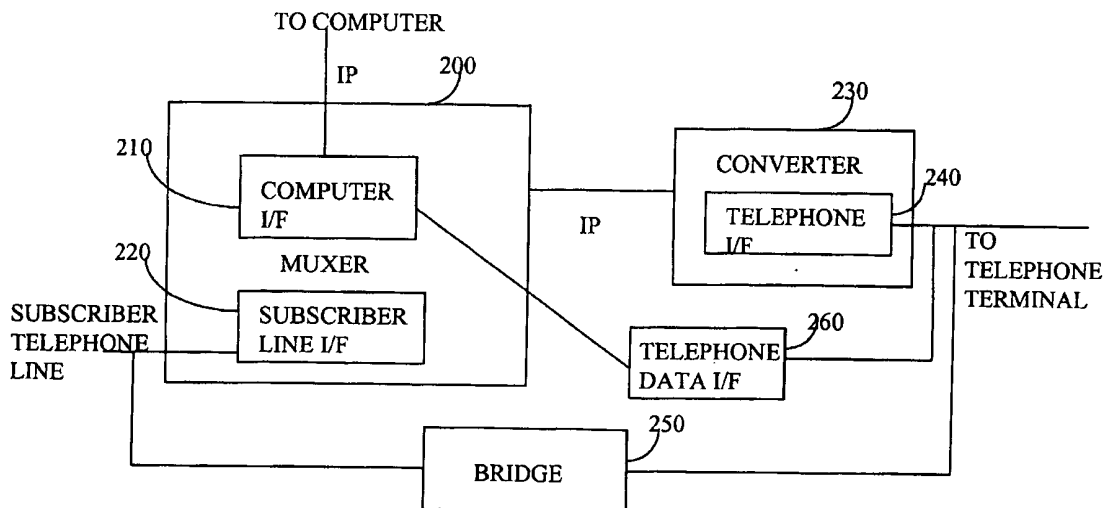 TO COMPUTER
IP
200
230
210
COMPUTER
I/F
CONVERTER
240
TELEPHONE
I/F
IP
TO
TELEPHONE
TERMINAL
MUXER
220
SUBSCRIBER
LINE I/F
SUBSCRIBER
TELEPHONE
LINE
260
TELEPHONE
DATA I/F
250
BRIDGE